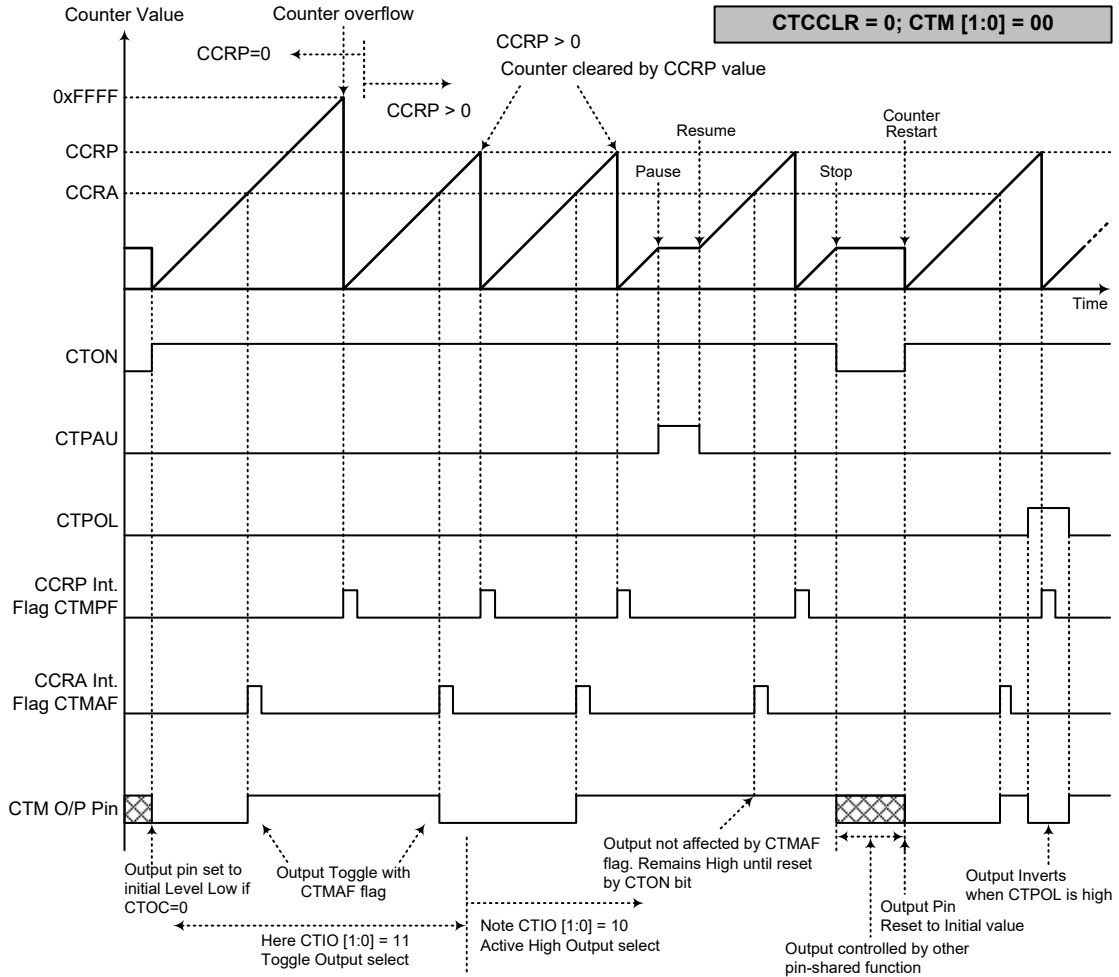 Counter Value
Counter overflow
CTCCLR = 0; CTM [1:0] = 00
CCRP=0
CCRP > 0
CCRP > 0
Counter cleared by CCRP value
0xFFFF
CCRP
CCRA
Pause
Resume
Stop
Counter
Restart
Time
CTON
CTPAU
CTPOL
CCRP Int.
Flag CTMPF
CCRA Int.
Flag CTMAF
CTM O/P Pin
Output pin set to
initial Level Low if
CTOC=0
Output Toggle with
CTMAF flag
Here CTIO [1:0] = 11
Toggle Output select
Note CTIO [1:0] = 10
Active High Output select
Output not affected by CTMAF
flag. Remains High until reset
by CTON bit
Output controlled by other
pin-shared function
Output Pin
Reset to Initial value
Output Inverts
when CTPOL is high